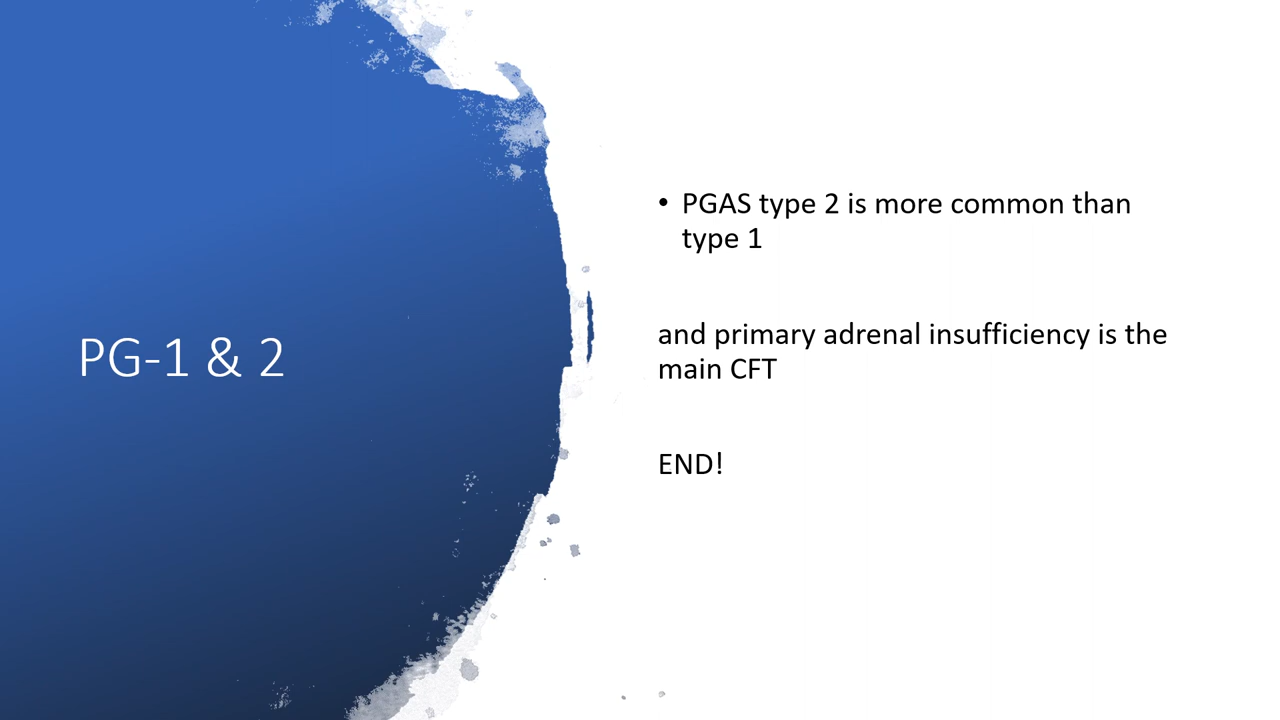 PG-1 & 2
• PGAS type 2 is more common than
type 1
and primary adrenal insufficiency is the
main CFT
END!